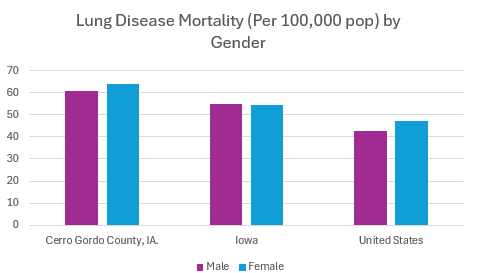 Lung Disease Mortality (Per 100,000 pop) by
Gender
70
60
50
40
30
20
10
0
Cerro Gordo County, IA.
Iowa
United States
Male
Female